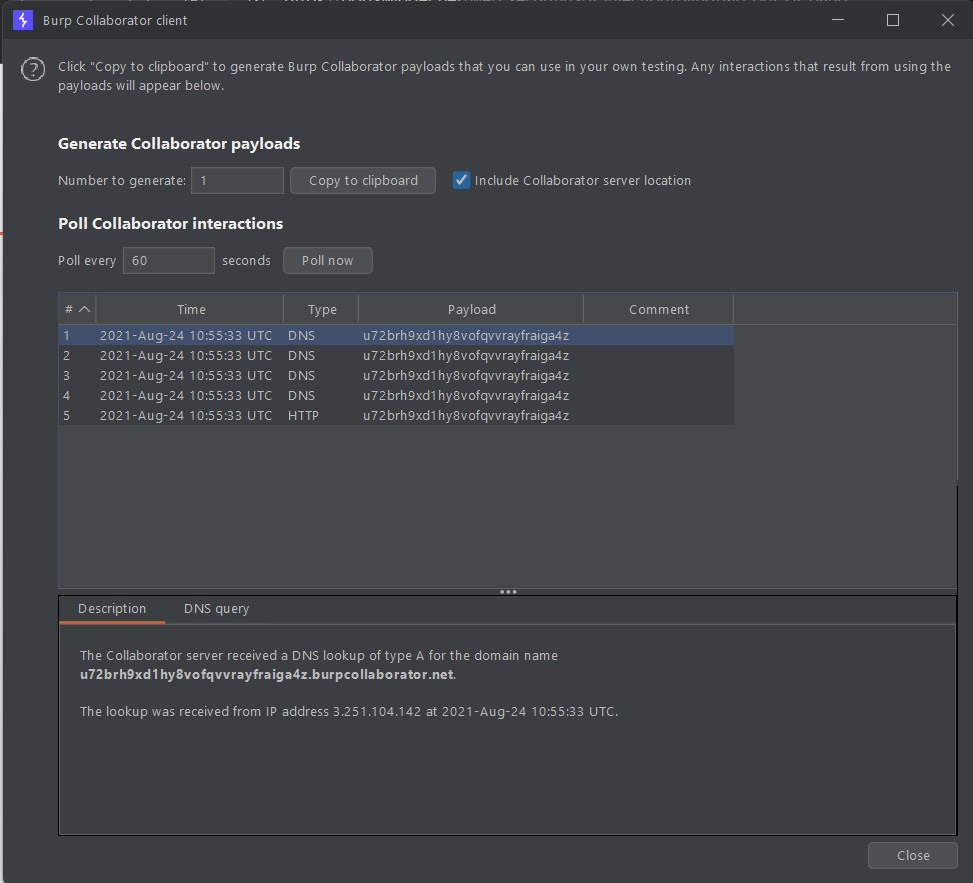 Burp Collaborator client
Click "Copy to clipboard" to generate Burp Collaborator payloads that you can use in your own testing. Any interactions that result from using the
payloads will appear below.
Generate Collaborator payloads
Number to generate: 1 Copy to clipboard Include Collaborator server location
Poll Collaborator interactions
Poll every 60 seconds Poll now
# Time Type Payload Comment
1 2021-Aug-24 10:55:33 UTC DNS u72brh9xd1hy8vofqvvrayfraiga4z
2 2021-Aug-24 10:55:33 UTC DNS u72brh9xd1hy8vofqvvrayfraiga4z
3 2021-Aug-24 10:55:33 UTC DNS u72brh9xd1hy8vofqvvrayfraiga4z
4 2021-Aug-24 10:55:33 UTC DNS u72brh9xd1hy8vofqvvrayfraiga4z
5 2021-Aug-24 10:55:33 UTC HTTP u72brh9xd1hy8vofqvvrayfraiga4z
Description DNS query
The Collaborator server received a DNS lookup of type A for the domain name
u72brh9xd1hy8vofqvvrayfraiga4z.burpcollaborator.net.
The lookup was received from IP address 3.251.104.142 at 2021-Aug-24 10:55:33 UTC.
Close